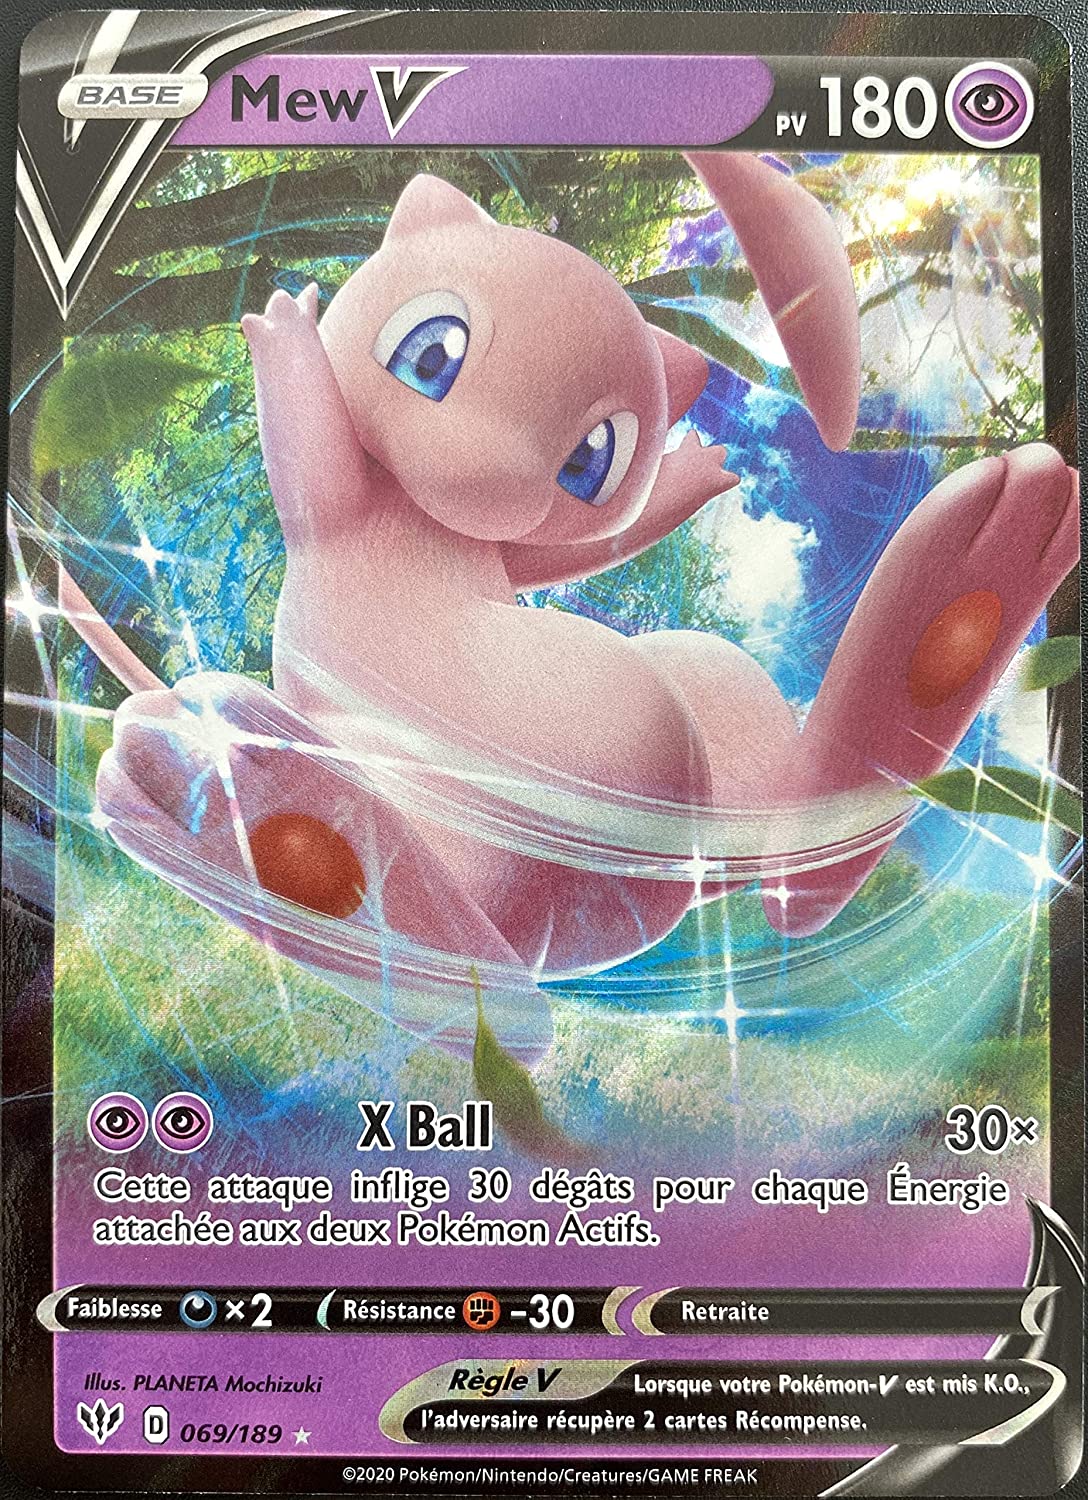 BASE
Mew V
PV 180
X Ball 30×
Cette attaque inflige 30 dégâts pour chaque Énergie
attachée aux deux Pokémon Actifs.
Faiblesse ×2 Résistance -30 Retraite
Illus. PLANETA Mochizuki
Règle V
Lorsque votre Pokémon-V est mis K.O.,
l'adversaire récupère 2 cartes Récompense.
D 069/189
©2020 Pokémon/Nintendo/Creatures/GAME FREAK